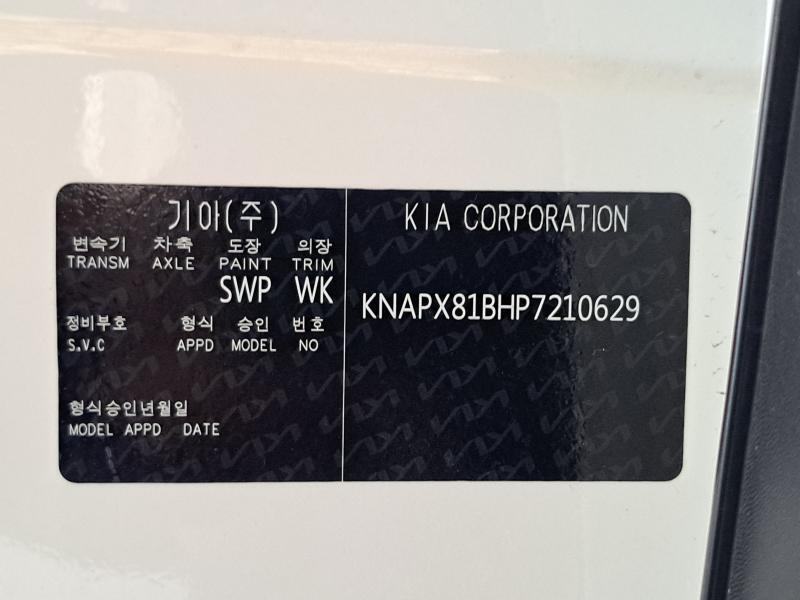 기아(주)
변속기 차축 도장 의장
TRANSM AXLE PAINT TRIM
SWP WK
정비부호 형식 승인 번호
S.V.C APPD MODEL NO
형식승인년월일
MODEL APPD DATE
KIA CORPORATION
KNAPX81BHP7210629